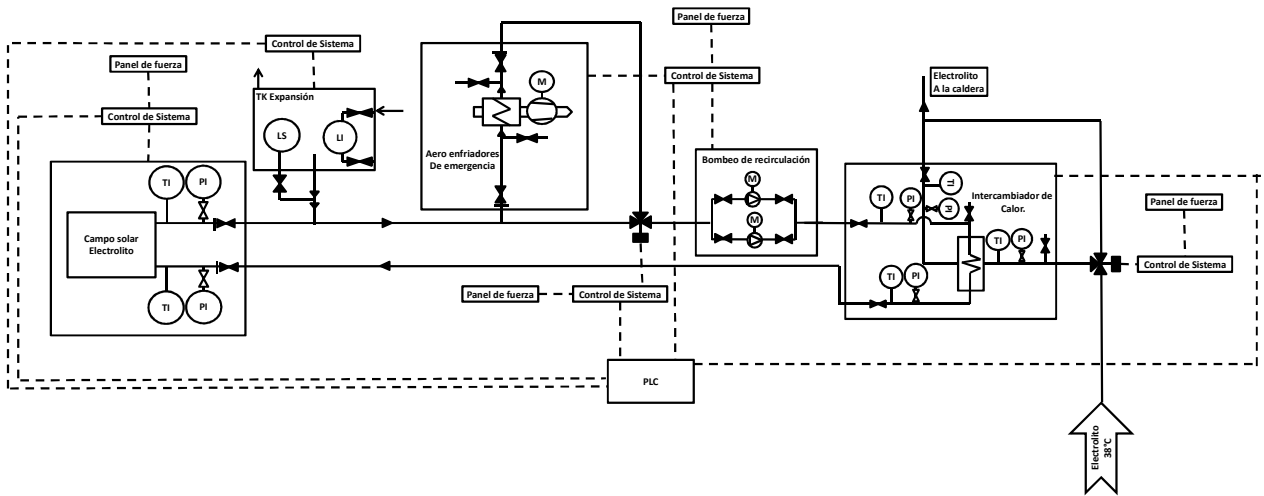 Panel de fuerza
Control de Sistema
Panel de fuerza
Control de Sistema
Panel de fuerza
Control de Sistema
TK Expansión
LS
LI
M
Aero enfriadores
De emergencia
Electrolito
A la caldera
Bombeo de recirculación
M
M
TI
PI
Campo solar
Electrolito
TI
PI
TI
PI
TI
PI
Intercambiador de
Calor.
TI
PI
TI
PI
Panel de fuerza
Control de Sistema
Panel de fuerza
Control de Sistema
PLC
Electrolito
38°C